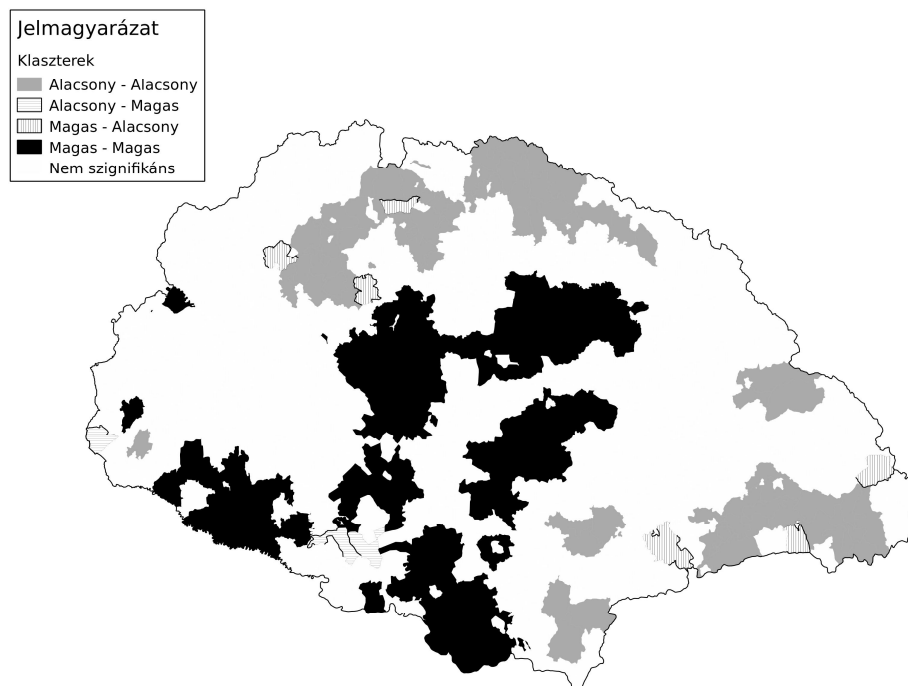 Jelmagyarázat
Klaszterek
Alacsony - Alacsony
Alacsony - Magas
Magas - Alacsony
Magas - Magas
Nem szignifikáns